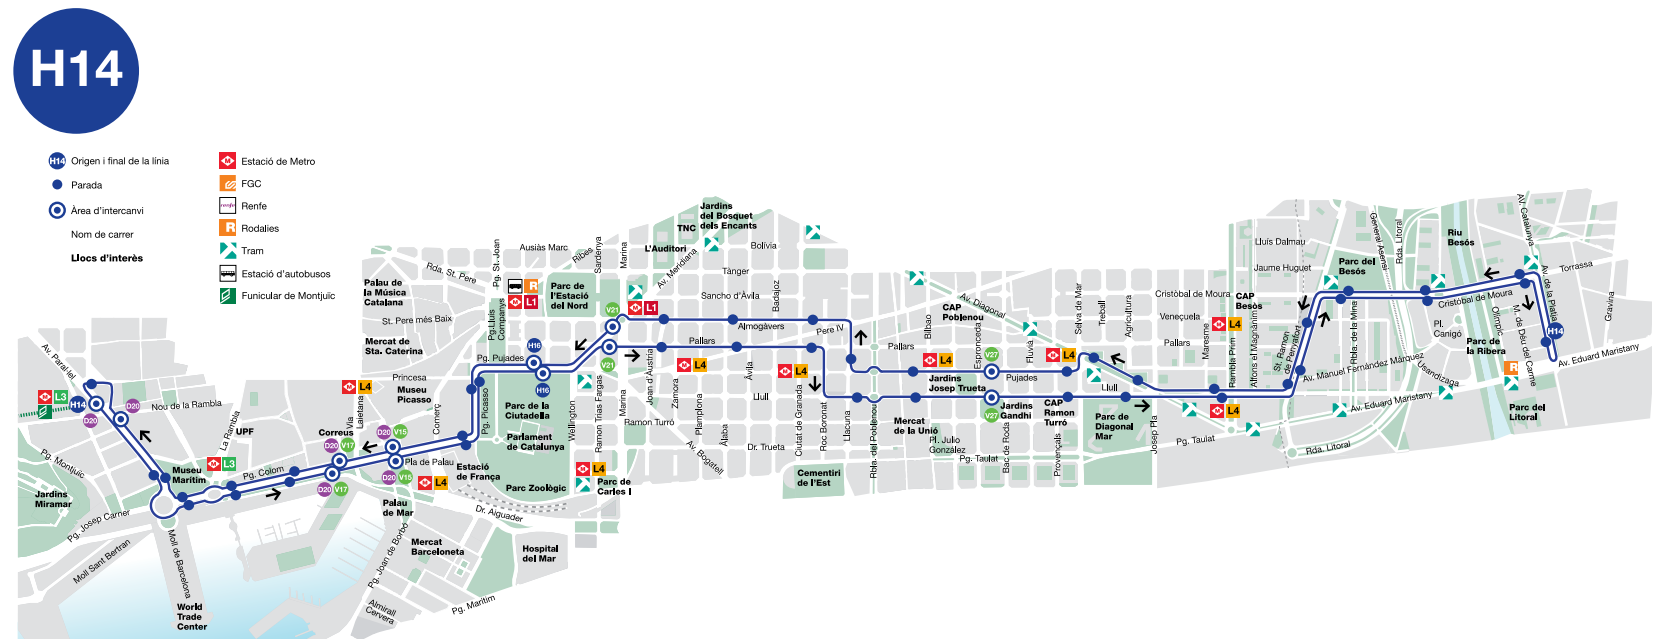 H14
H14 Origen i final de la línia
Parada
Àrea d'intercanvi
Nom de carrer
Llocs d'interès
Estació de Metro
FGC
renfe Renfe
R Rodalies
Tram
Estació d'autobusos
Funicular de Montjuïc
Av. Paral·lel
L3
H14
D20
D20
Nou de la Rambla
Pg. Montjuïc
Jardins
Miramar
Pg. Josep Carner
Moll Sant Bertran
Museu
Marítim
Moll de Barcelona
World
Trade
Center
La Rambla
UPF
L3
Pg. Colom
Correus
D20 V17
D20 V17
Via
Laietana
L4
D20 V15
D20 V15
Pla de Palau
L4
Palau
de Mar
Mercat
Barceloneta
Pg. Joan de Borbó
Almirall
Cervera
Pg. Marítim
Hospital
del Mar
Dr. Aiguader
Estació
de França
Parc Zoològic
Parlament
de Catalunya
Parc de la
Ciutadella
Comerç
Pg. Picasso
Princesa
Museu
Picasso
Mercat de
Sta. Caterina
St. Pere més Baix
Palau de
la Música
Catalana
Rda. St. Pere
Pg. St. Joan
Pg. Lluís
Companys
Pg. Pujades
H16
H16
Ausiàs Marc
Ribes
R
L1
Parc de
l'Estació
del Nord
Sardenya
Marina
V21
V21
L1
L'Auditori
TNC
Jardins
del Bosquet
dels Encants
Av. Meridiana
Bolívia
Tànger
Sancho d'Àvila
Badajoz
Almogàvers
Pere IV
Pallars
Wellington
Ramon Trias Fargas
Marina
Joan d'Àustria
Zamora
L4
Pamplona
Àlaba
Àvila
Llull
Ramon Turró
Dr. Trueta
Av. Bogatell
L4
Parc de
Carles I
L4
Ciutat de Granada
Roc Boronat
Llacuna
Rbla. del Poblenou
Cementiri
de l'Est
Pallars
Bilbao
CAP
Poblenou
Av. Diagonal
L4
Jardins
Josep Trueta
Espronceda
V27
V27
Pujades
Fluvià
Selva de Mar
L4
Treball
Agricultura
Llull
Mercat
de la Unió
Pl. Julio
González
Pg. Taulat
Bac de Roda
Jardins
Gandhi
CAP
Ramon
Turró
Provençals
Parc de
Diagonal
Mar
Josep Pla
Pg. Taulat
L4
Cristòbal de Moura
CAP
Besòs
Veneçuela
L4
Pallars
Maresme
Rambla Prim
Alfons el Magnànim
St. Ramon
de Penyafort
Lluís Dalmau
Jaume Huguet
Parc del
Besòs
Rbla. de la Mina
General Asensi
Rda. Litoral
Av. Manuel Fernández Márquez
Usandizaga
Av. Eduard Maristany
Rda. Litoral
Riu
Besòs
Cristòbal de Moura
Pl.
Canigó
Parc de
la Ribera
Olímpic
M. de Déu del Carme
Av. Catalunya
Av. de la Platja
Torrassa
Gravina
H14
Av. Eduard Maristany
R
Parc del
Litoral